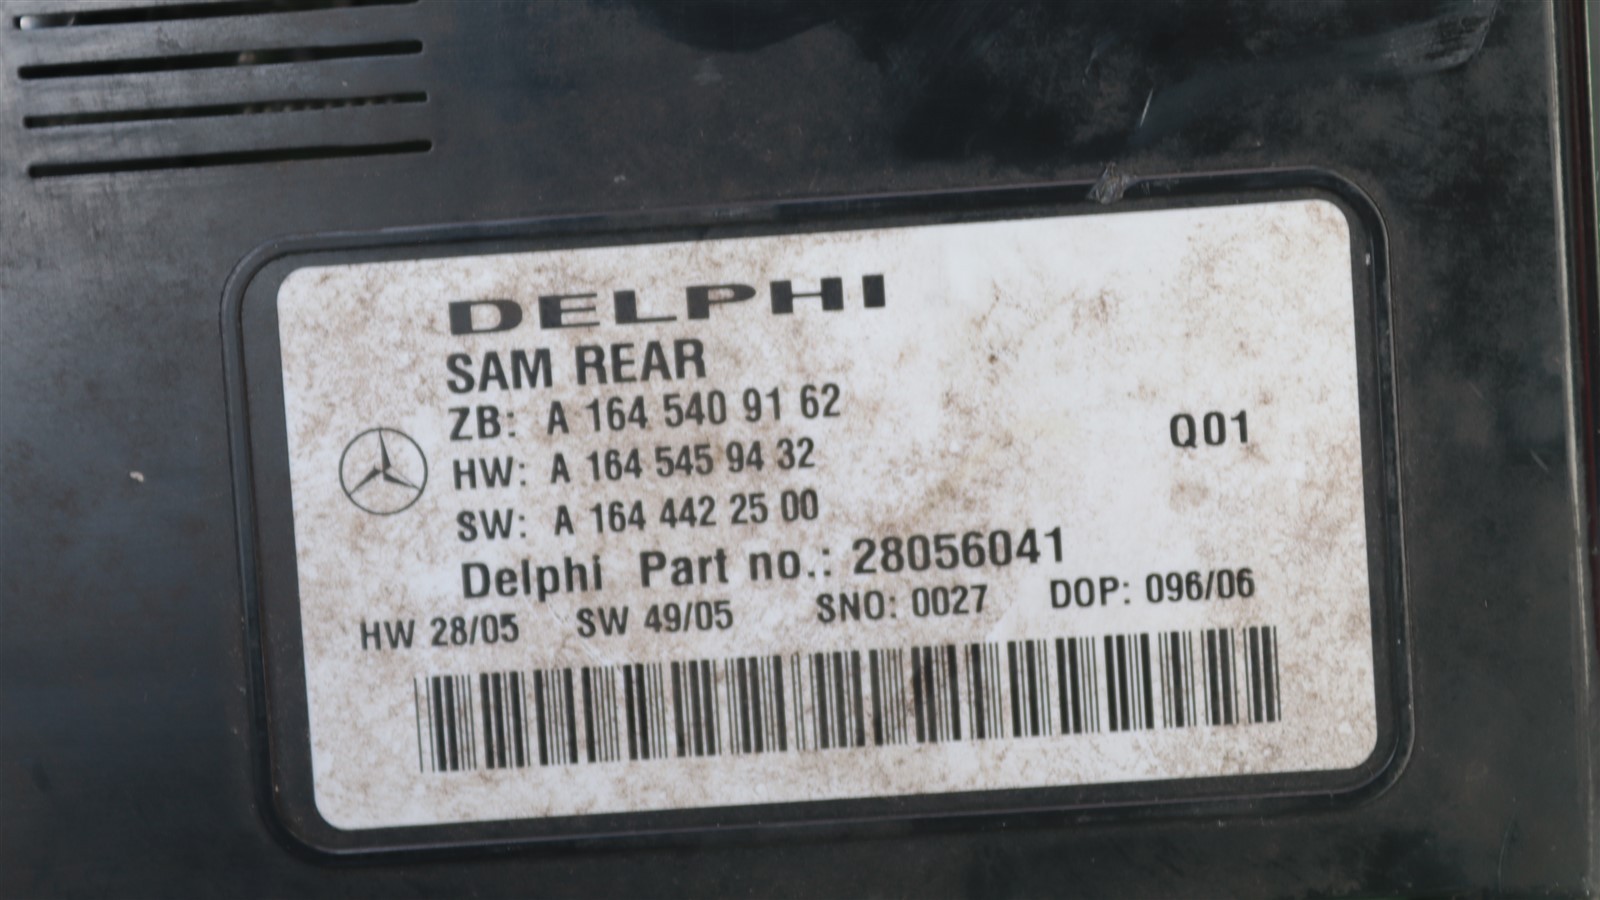 DELPHI
SAM REAR
ZB: A 164 540 91 62
HW: A 164 545 94 32
Q01
SW: A 164 442 25 00
Delphi Part no.: 28056041
HW 28/05 SW 49/05 SNO: 0027 DOP: 096/06